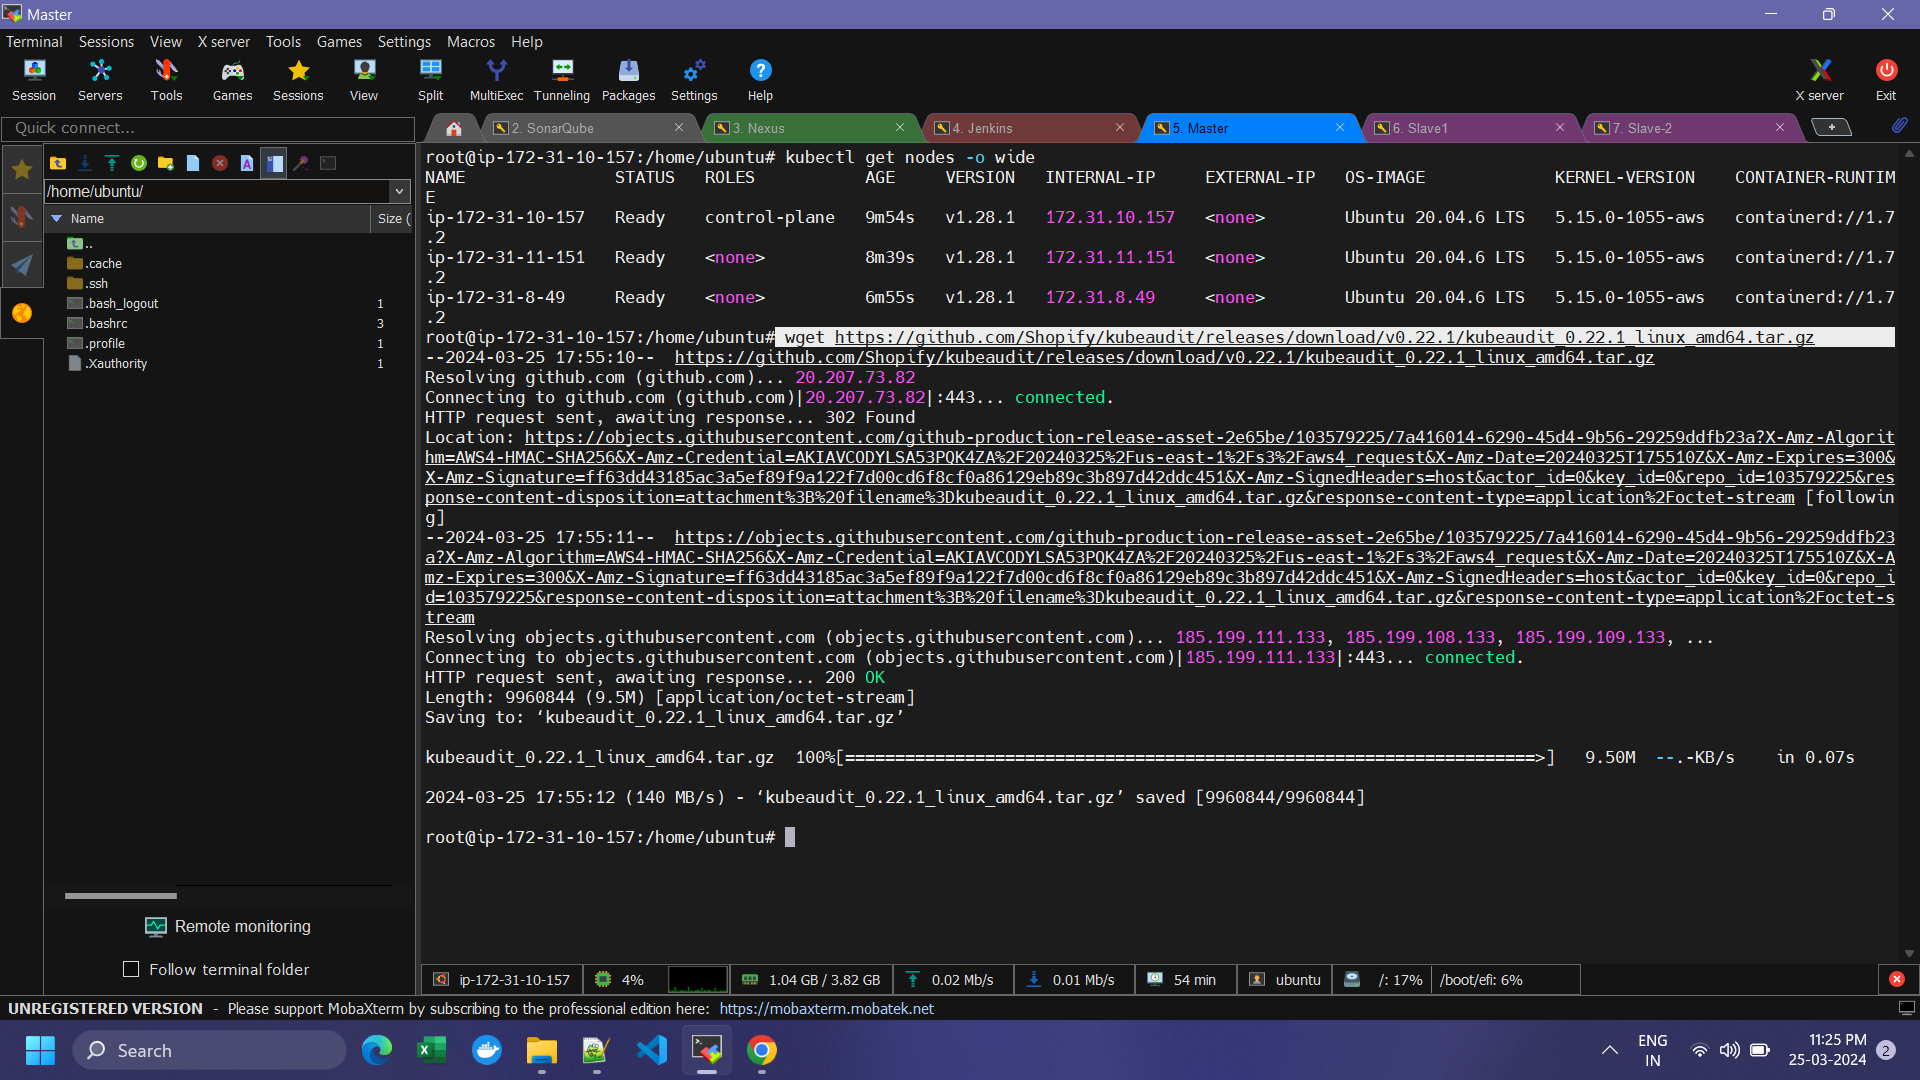 Master
Terminal Sessions View X server Tools Games Settings Macros Help
Session Servers Tools Games Sessions View Split MultiExec Tunneling Packages Settings Help X server Exit
Quick connect...
2. SonarQube 3. Nexus 4. Jenkins 5. Master 6. Slave1 7. Slave-2
/home/ubuntu/
Name Size (
..
.cache
.ssh
.bash_logout 1
.bashrc 3
.profile 1
.Xauthority 1
Remote monitoring
Follow terminal folder
root@ip-172-31-10-157:/home/ubuntu# kubectl get nodes -o wide
NAME STATUS ROLES AGE VERSION INTERNAL-IP EXTERNAL-IP OS-IMAGE KERNEL-VERSION CONTAINER-RUNTIM
E
ip-172-31-10-157 Ready control-plane 9m54s v1.28.1 172.31.10.157 <none> Ubuntu 20.04.6 LTS 5.15.0-1055-aws containerd://1.7
.2
ip-172-31-11-151 Ready <none> 8m39s v1.28.1 172.31.11.151 <none> Ubuntu 20.04.6 LTS 5.15.0-1055-aws containerd://1.7
.2
ip-172-31-8-49 Ready <none> 6m55s v1.28.1 172.31.8.49 <none> Ubuntu 20.04.6 LTS 5.15.0-1055-aws containerd://1.7
.2
root@ip-172-31-10-157:/home/ubuntu# wget https://github.com/Shopify/kubeaudit/releases/download/v0.22.1/kubeaudit_0.22.1_linux_amd64.tar.gz
--2024-03-25 17:55:10-- https://github.com/Shopify/kubeaudit/releases/download/v0.22.1/kubeaudit_0.22.1_linux_amd64.tar.gz
Resolving github.com (github.com)... 20.207.73.82
Connecting to github.com (github.com)|20.207.73.82|:443... connected.
HTTP request sent, awaiting response... 302 Found
Location: https://objects.githubusercontent.com/github-production-release-asset-2e65be/103579225/7a416014-6290-45d4-9b56-29259ddfb23a?X-Amz-Algorit
hm=AWS4-HMAC-SHA256&X-Amz-Credential=AKIAVCODYLSA53PQK4ZA%2F20240325%2Fus-east-1%2Fs3%2Faws4_request&X-Amz-Date=20240325T175510Z&X-Amz-Expires=300&
X-Amz-Signature=ff63dd43185ac3a5ef89f9a122f7d00cd6f8cf0a86129eb89c3b897d42ddc451&X-Amz-SignedHeaders=host&actor_id=0&key_id=0&repo_id=103579225&res
ponse-content-disposition=attachment%3B%20filename%3Dkubeaudit_0.22.1_linux_amd64.tar.gz&response-content-type=application%2Foctet-stream [followin
g]
--2024-03-25 17:55:11-- https://objects.githubusercontent.com/github-production-release-asset-2e65be/103579225/7a416014-6290-45d4-9b56-29259ddfb23
a?X-Amz-Algorithm=AWS4-HMAC-SHA256&X-Amz-Credential=AKIAVCODYLSA53PQK4ZA%2F20240325%2Fus-east-1%2Fs3%2Faws4_request&X-Amz-Date=20240325T175510Z&X-A
mz-Expires=300&X-Amz-Signature=ff63dd43185ac3a5ef89f9a122f7d00cd6f8cf0a86129eb89c3b897d42ddc451&X-Amz-SignedHeaders=host&actor_id=0&key_id=0&repo_i
d=103579225&response-content-disposition=attachment%3B%20filename%3Dkubeaudit_0.22.1_linux_amd64.tar.gz&response-content-type=application%2Foctet-s
tream
Resolving objects.githubusercontent.com (objects.githubusercontent.com)... 185.199.111.133, 185.199.108.133, 185.199.109.133, ...
Connecting to objects.githubusercontent.com (objects.githubusercontent.com)|185.199.111.133|:443... connected.
HTTP request sent, awaiting response... 200 OK
Length: 9960844 (9.5M) [application/octet-stream]
Saving to: ‘kubeaudit_0.22.1_linux_amd64.tar.gz’
kubeaudit_0.22.1_linux_amd64.tar.gz 100%[=====================================================================>] 9.50M --.-KB/s in 0.07s
2024-03-25 17:55:12 (140 MB/s) - ‘kubeaudit_0.22.1_linux_amd64.tar.gz’ saved [9960844/9960844]
root@ip-172-31-10-157:/home/ubuntu#
ip-172-31-10-157 4% 1.04 GB / 3.82 GB 0.02 Mb/s 0.01 Mb/s 54 min ubuntu /: 17% /boot/efi: 6%
UNREGISTERED VERSION - Please support MobaXterm by subscribing to the professional edition here: https://mobaxterm.mobatek.net
Search
ENG
IN
11:25 PM
25-03-2024
2